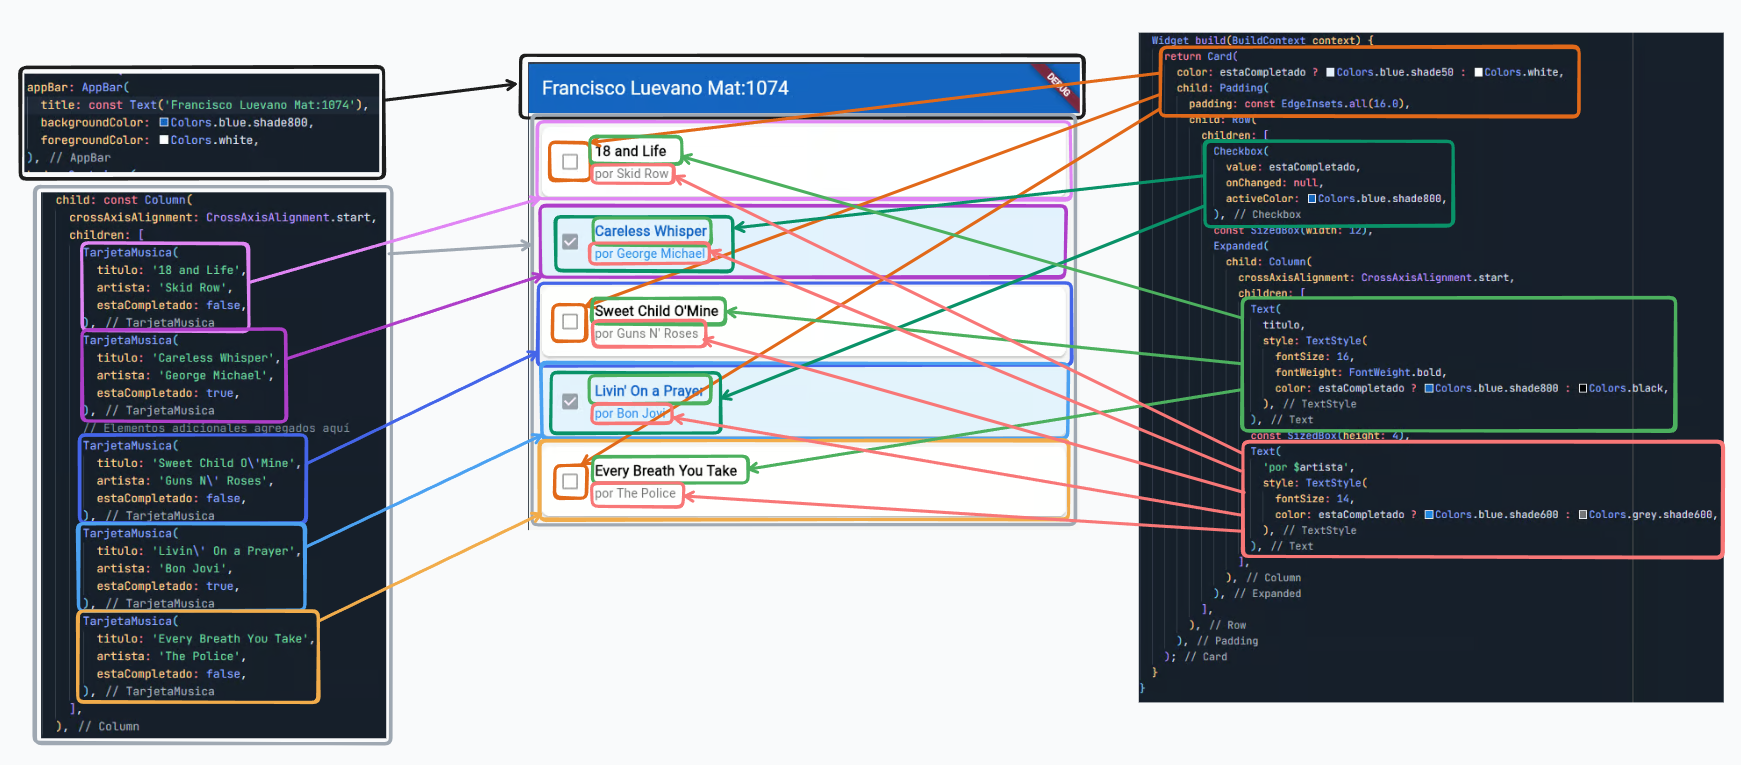 appBar: AppBar(
title: const Text('Francisco Luevano Mat:1074'),
backgroundColor: Colors.blue.shade800,
foregroundColor: Colors.white,
), // AppBar
child: const Column(
crossAxisAlignment: CrossAxisAlignment.start,
children: [
TarjetaMusica(
titulo: '18 and Life',
artista: 'Skid Row',
estaCompletado: false,
), // TarjetaMusica
TarjetaMusica(
titulo: 'Careless Whisper',
artista: 'George Michael',
estaCompletado: true,
), // TarjetaMusica
// Elementos adicionales agregados aquí
TarjetaMusica(
titulo: 'Sweet Child O\'Mine',
artista: 'Guns N\' Roses',
estaCompletado: false,
), // TarjetaMusica
TarjetaMusica(
titulo: 'Livin\' On a Prayer',
artista: 'Bon Jovi',
estaCompletado: true,
), // TarjetaMusica
TarjetaMusica(
titulo: 'Every Breath You Take',
artista: 'The Police',
estaCompletado: false,
), // TarjetaMusica
],
), // Column
Francisco Luevano Mat:1074
DEBUG
18 and Life
por Skid Row
Careless Whisper
por George Michael
Sweet Child O'Mine
por Guns N' Roses
Livin' On a Prayer
por Bon Jovi
Every Breath You Take
por The Police
Widget build(BuildContext context) {
return Card(
color: estaCompletado ? Colors.blue.shade50 : Colors.white,
child: Padding(
padding: const EdgeInsets.all(16.0),
child: Row(
children: [
Checkbox(
value: estaCompletado,
onChanged: null,
activeColor: Colors.blue.shade800,
), // Checkbox
const SizedBox(width: 12),
Expanded(
child: Column(
crossAxisAlignment: CrossAxisAlignment.start,
children: [
Text(
titulo,
style: TextStyle(
fontSize: 16,
fontWeight: FontWeight.bold,
color: estaCompletado ? Colors.blue.shade800 : Colors.black,
), // TextStyle
), // Text
const SizedBox(height: 4),
Text(
'por $artista',
style: TextStyle(
fontSize: 14,
color: estaCompletado ? Colors.blue.shade600 : Colors.grey.shade600,
), // TextStyle
), // Text
],
), // Column
), // Expanded
],
), // Row
), // Padding
); // Card
}
}